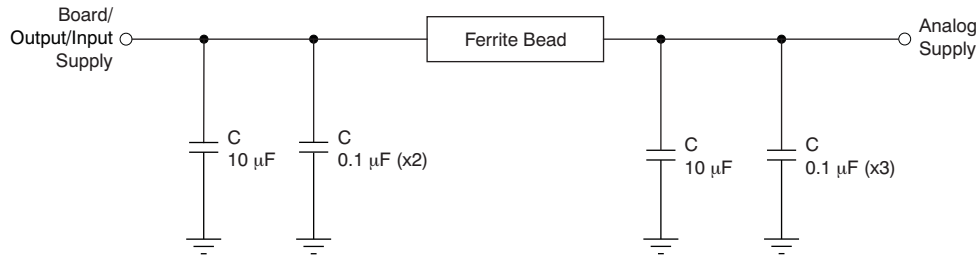 Board/
Output/Input
Supply
Ferrite Bead
Analog
Supply
C
10 μF
C
0.1 μF (x2)
C
10 μF
C
0.1 μF (x3)